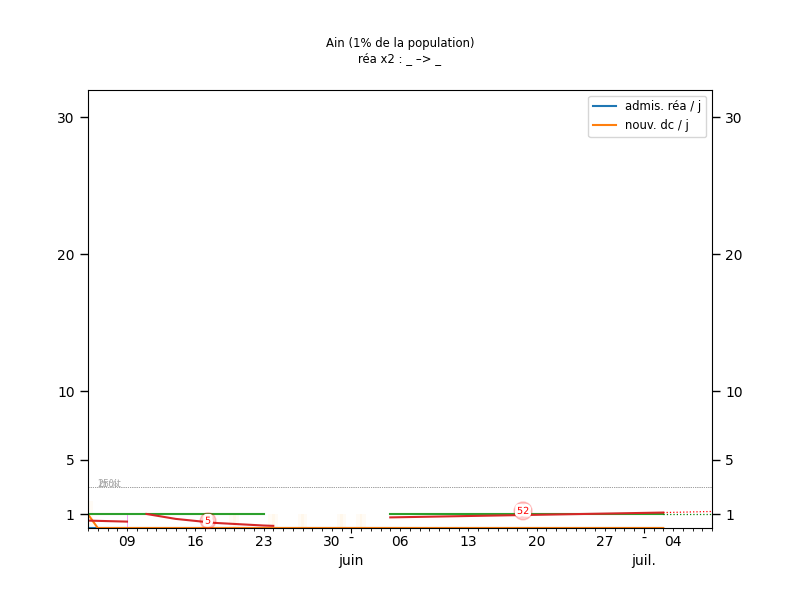 Ain (1% de la population)
réa x2 : _ –> _
admis. réa / j
nouv. dc / j
30 30
20 20
10 10
5 5
1 1
5
52
09 16 23 30 - 06 13 20 27 - 04
juin juil.